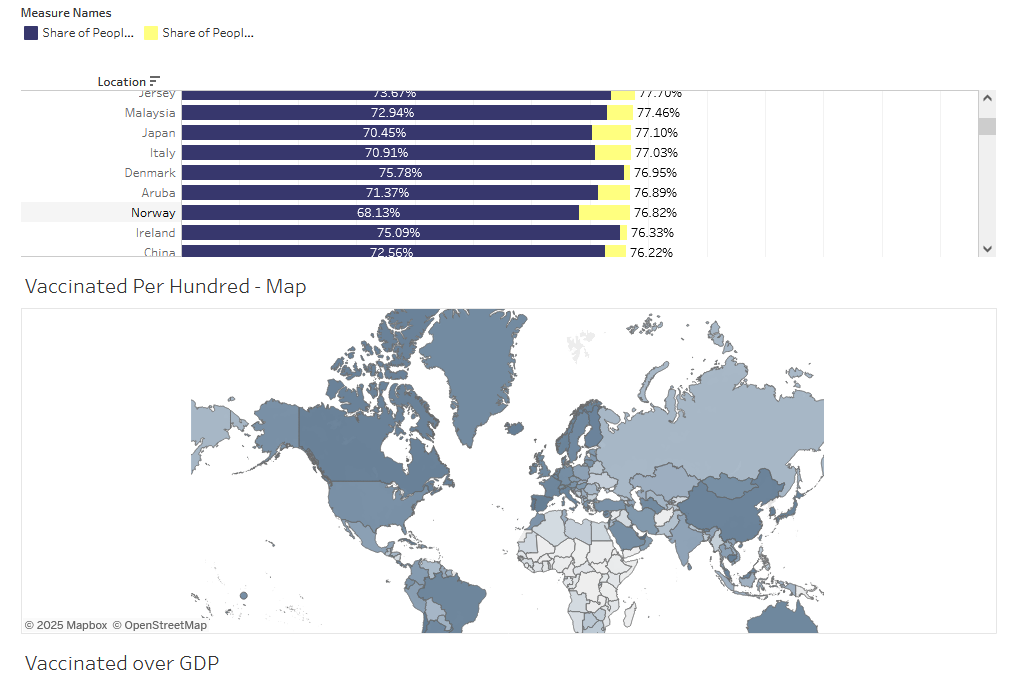 Measure Names
Share of Peopl... Share of Peopl...
Location
Jersey 73.67% 77.70%
Malaysia 72.94% 77.46%
Japan 70.45% 77.10%
Italy 70.91% 77.03%
Denmark 75.78% 76.95%
Aruba 71.37% 76.89%
Norway 68.13% 76.82%
Ireland 75.09% 76.33%
China 72.56% 76.22%
Vaccinated Per Hundred - Map
© 2025 Mapbox © OpenStreetMap
Vaccinated over GDP